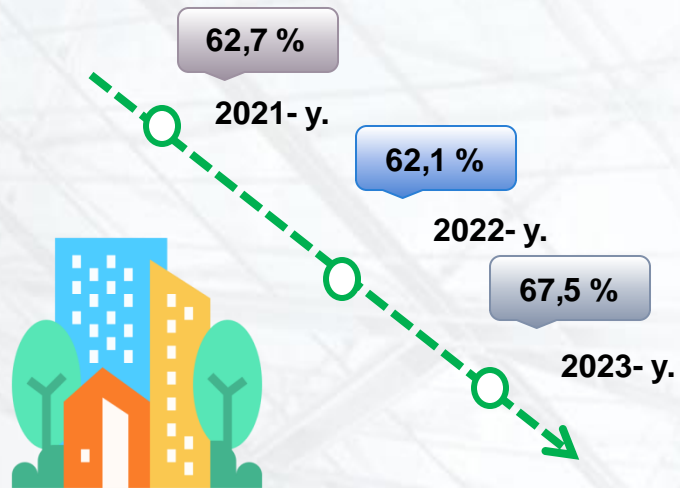 62,7 %
2021- y.
62,1 %
2022- y.
67,5 %
2023- y.